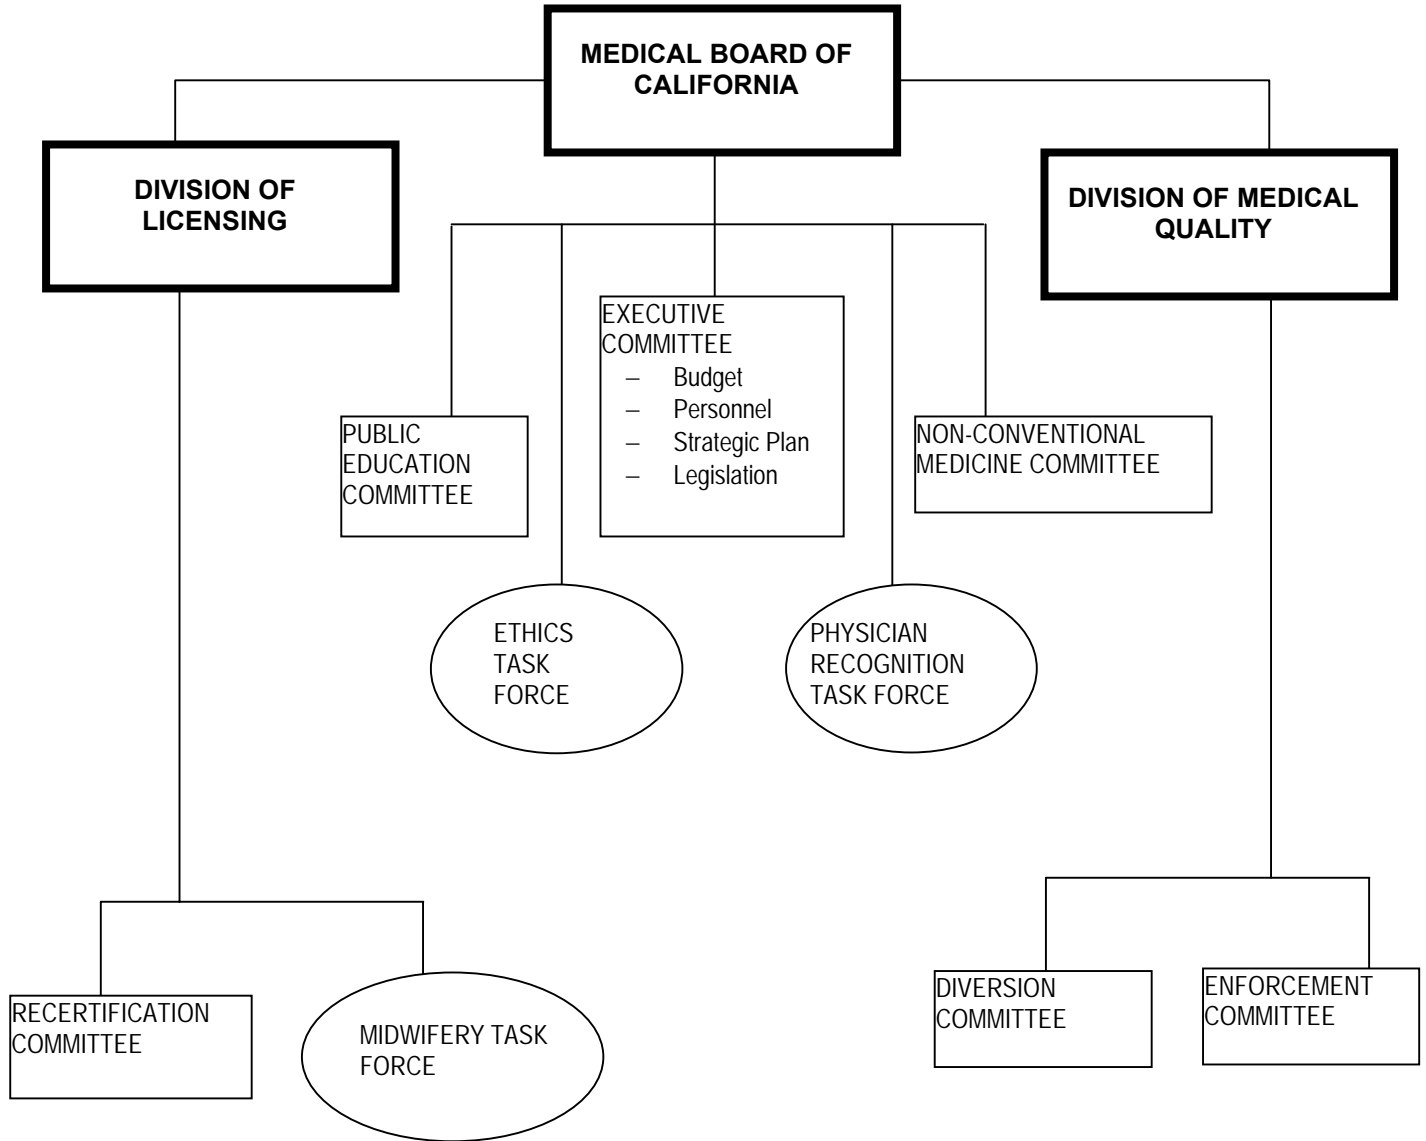 MEDICAL BOARD OF
CALIFORNIA
DIVISION OF
LICENSING
DIVISION OF MEDICAL
QUALITY
EXECUTIVE
COMMITTEE
– Budget
– Personnel
– Strategic Plan
– Legislation
PUBLIC
EDUCATION
COMMITTEE
NON-CONVENTIONAL
MEDICINE COMMITTEE
ETHICS
TASK
FORCE
PHYSICIAN
RECOGNITION
TASK FORCE
RECERTIFICATION
COMMITTEE
MIDWIFERY TASK
FORCE
DIVERSION
COMMITTEE
ENFORCEMENT
COMMITTEE